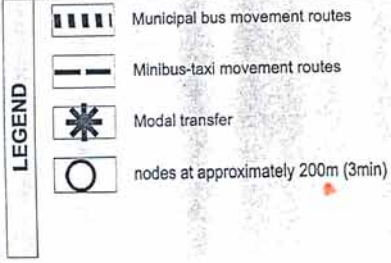 LEGEND
Municipal bus movement routes
Minibus-taxi movement routes
Modal transfer
nodes at approximately 200m (3min)